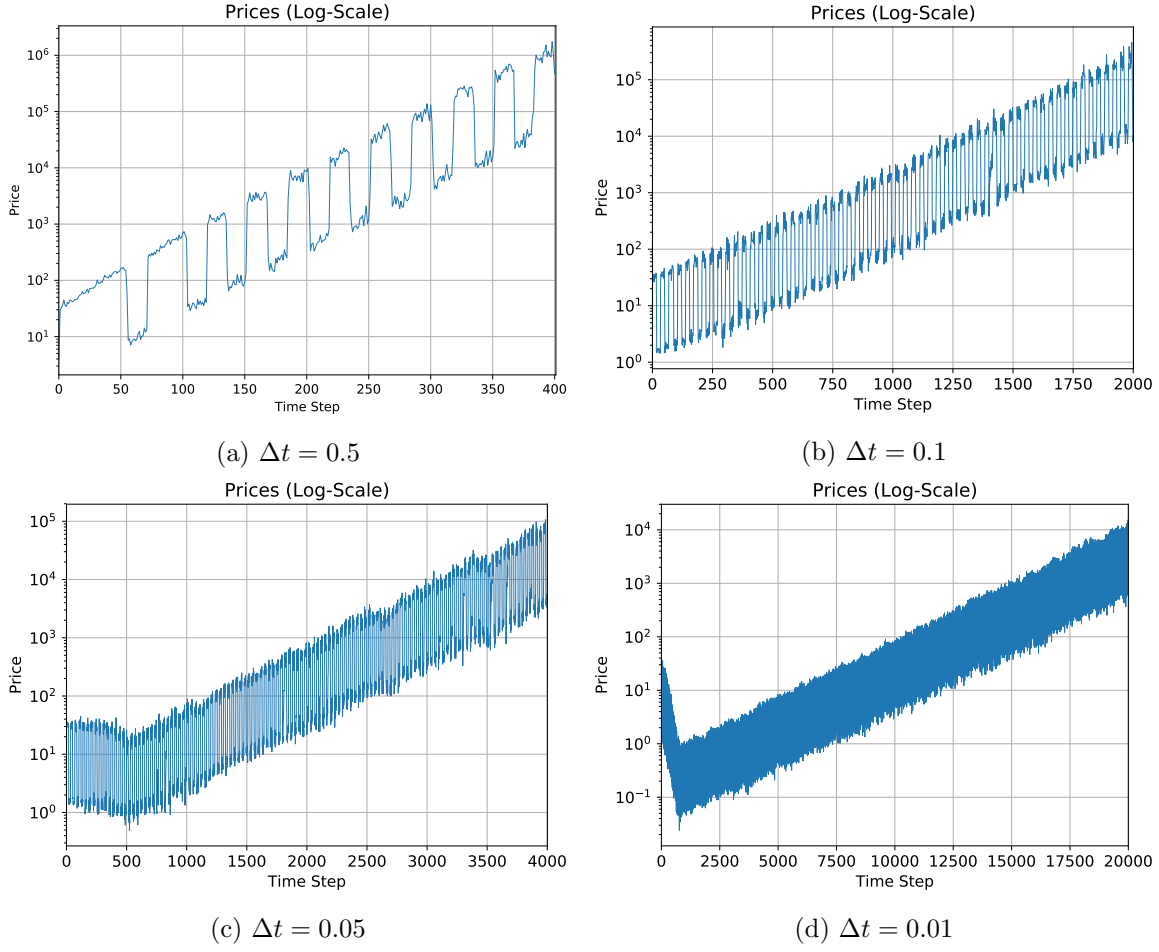 Prices (Log-Scale)
10^6
10^5
10^4
10^3
10^2
10^1
Price
0 50 100 150 200 250 300 350 400
Time Step
(a) Δt = 0.5
Prices (Log-Scale)
10^5
10^4
10^3
10^2
10^1
10^0
Price
0 250 500 750 1000 1250 1500 1750 2000
Time Step
(b) Δt = 0.1
Prices (Log-Scale)
10^5
10^4
10^3
10^2
10^1
10^0
Price
0 500 1000 1500 2000 2500 3000 3500 4000
Time Step
(c) Δt = 0.05
Prices (Log-Scale)
10^4
10^3
10^2
10^1
10^0
10^−1
Price
0 2500 5000 7500 10000 12500 15000 17500 20000
Time Step
(d) Δt = 0.01